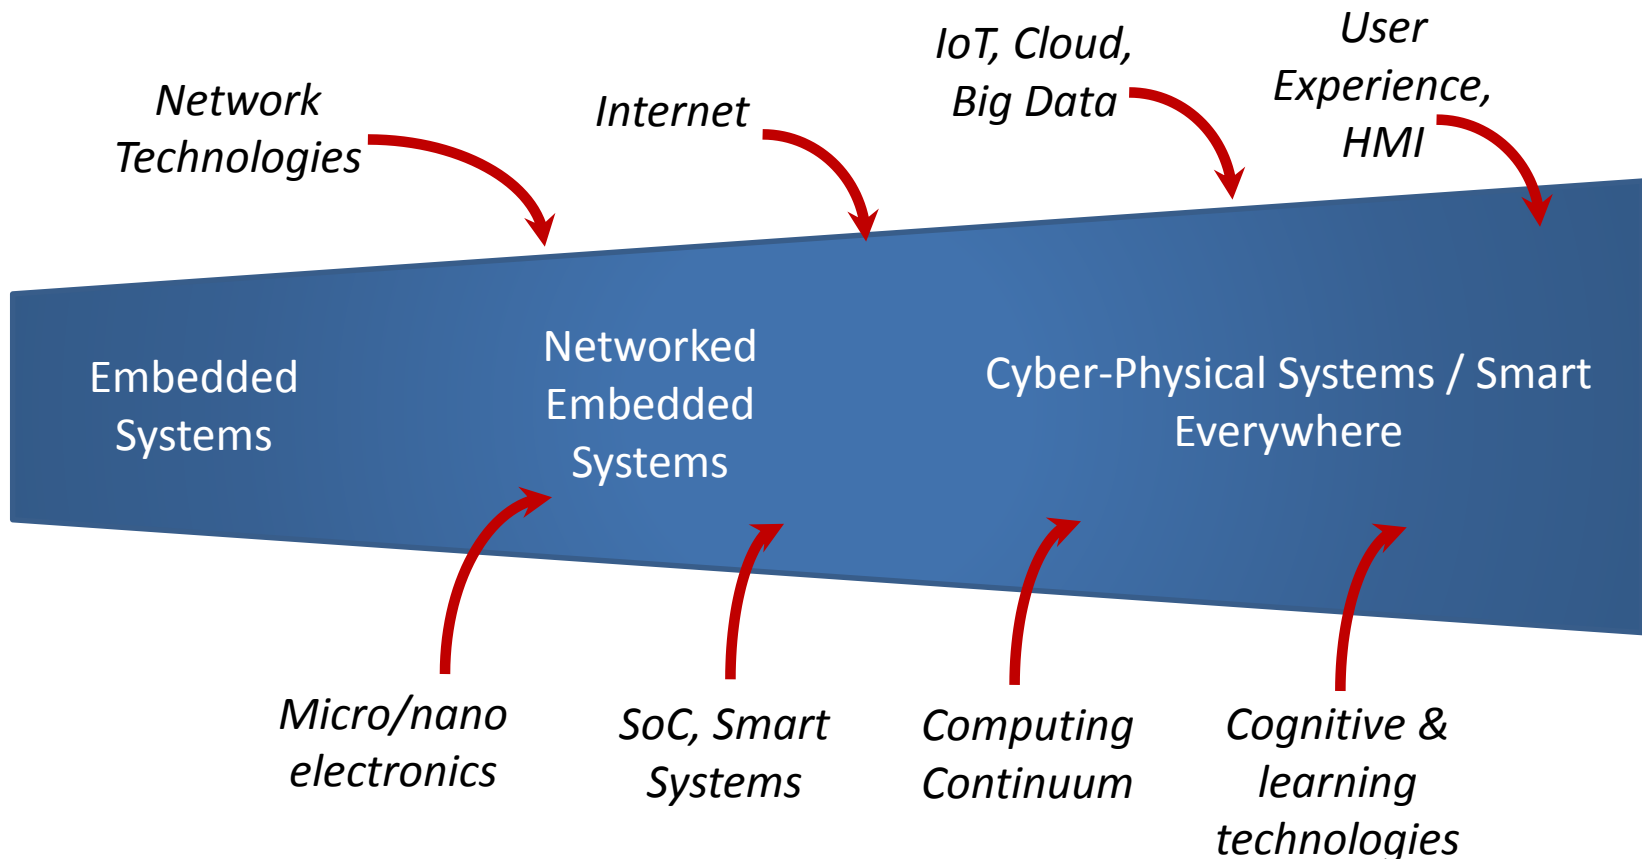 Network
Technologies
Internet
IoT, Cloud,
Big Data
User
Experience,
HMI
Embedded
Systems
Networked
Embedded
Systems
Cyber-Physical Systems / Smart
Everywhere
Micro/nano
electronics
SoC, Smart
Systems
Computing
Continuum
Cognitive &
learning
technologies